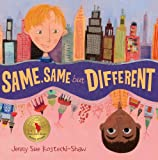 SAME, SAME but DIFFERENT
Jenny Sue Kostecki-Shaw